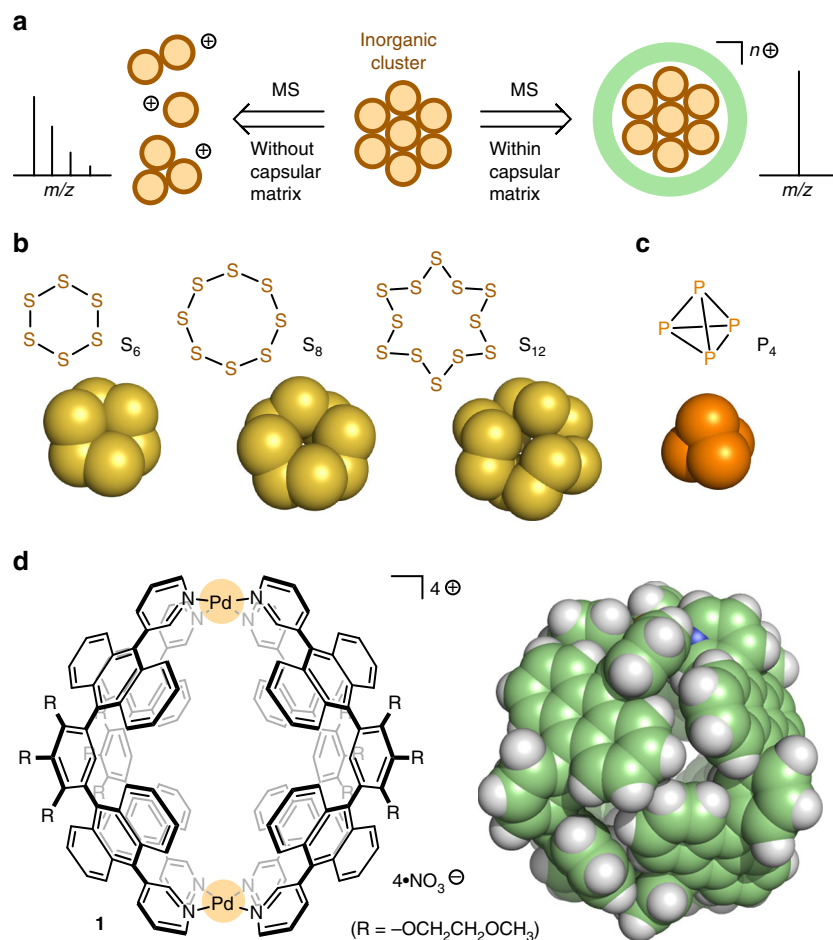 a
Inorganic
cluster
MS
Without
capsular
matrix
m/z
MS
Within
capsular
matrix
n⊕
m/z
⊕
⊕
⊕
b
S S S S S S
S₆
S S S S S S S S
S₈
S S S S S S S S S S S S
S₁₂
c
P P P P
P₄
d
Pd
N N N N
4⊕
R R R R R R
R R R R R R
N N N N
Pd
4•NO₃⊖
1
(R = –OCH₂CH₂OCH₃)